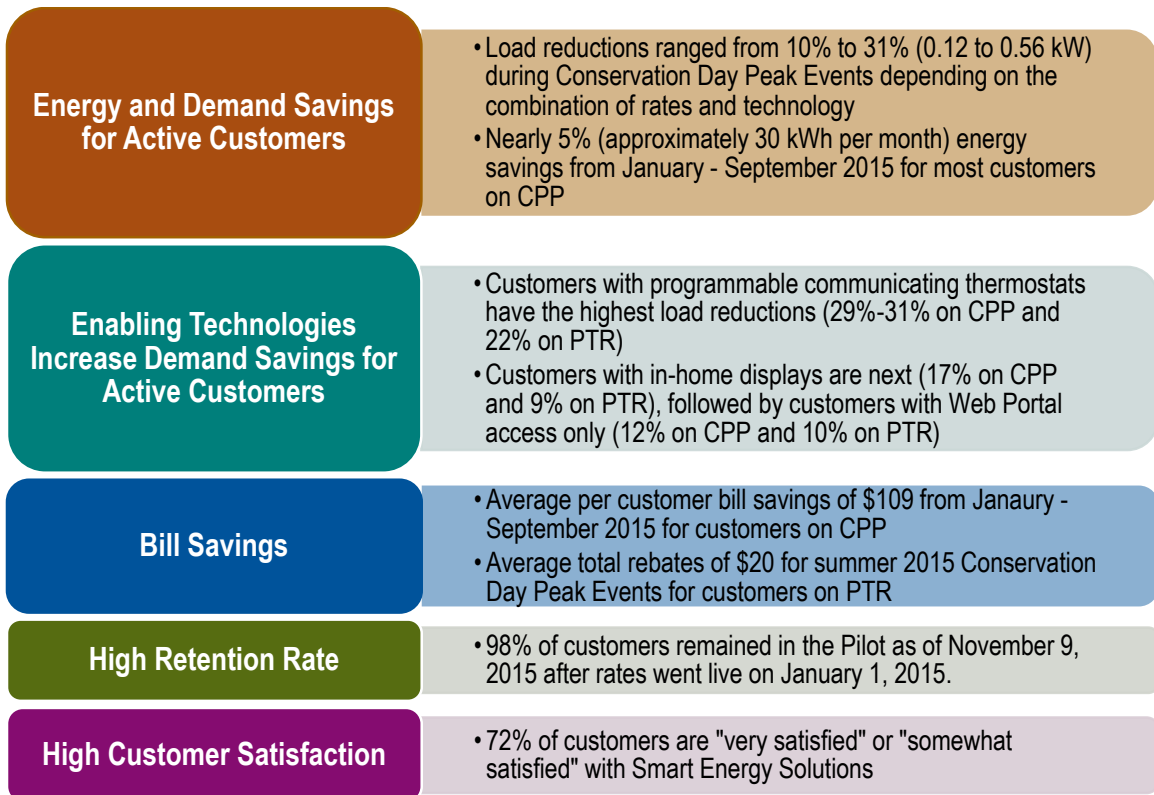 Energy and Demand Savings
for Active Customers
• Load reductions ranged from 10% to 31% (0.12 to 0.56 kW)
during Conservation Day Peak Events depending on the
combination of rates and technology
• Nearly 5% (approximately 30 kWh per month) energy
savings from January - September 2015 for most customers
on CPP
Enabling Technologies
Increase Demand Savings for
Active Customers
• Customers with programmable communicating thermostats
have the highest load reductions (29%-31% on CPP and
22% on PTR)
• Customers with in-home displays are next (17% on CPP
and 9% on PTR), followed by customers with Web Portal
access only (12% on CPP and 10% on PTR)
Bill Savings
• Average per customer bill savings of $109 from Janaury -
September 2015 for customers on CPP
• Average total rebates of $20 for summer 2015 Conservation
Day Peak Events for customers on PTR
High Retention Rate
• 98% of customers remained in the Pilot as of November 9,
2015 after rates went live on January 1, 2015.
High Customer Satisfaction
• 72% of customers are "very satisfied" or "somewhat
satisfied" with Smart Energy Solutions